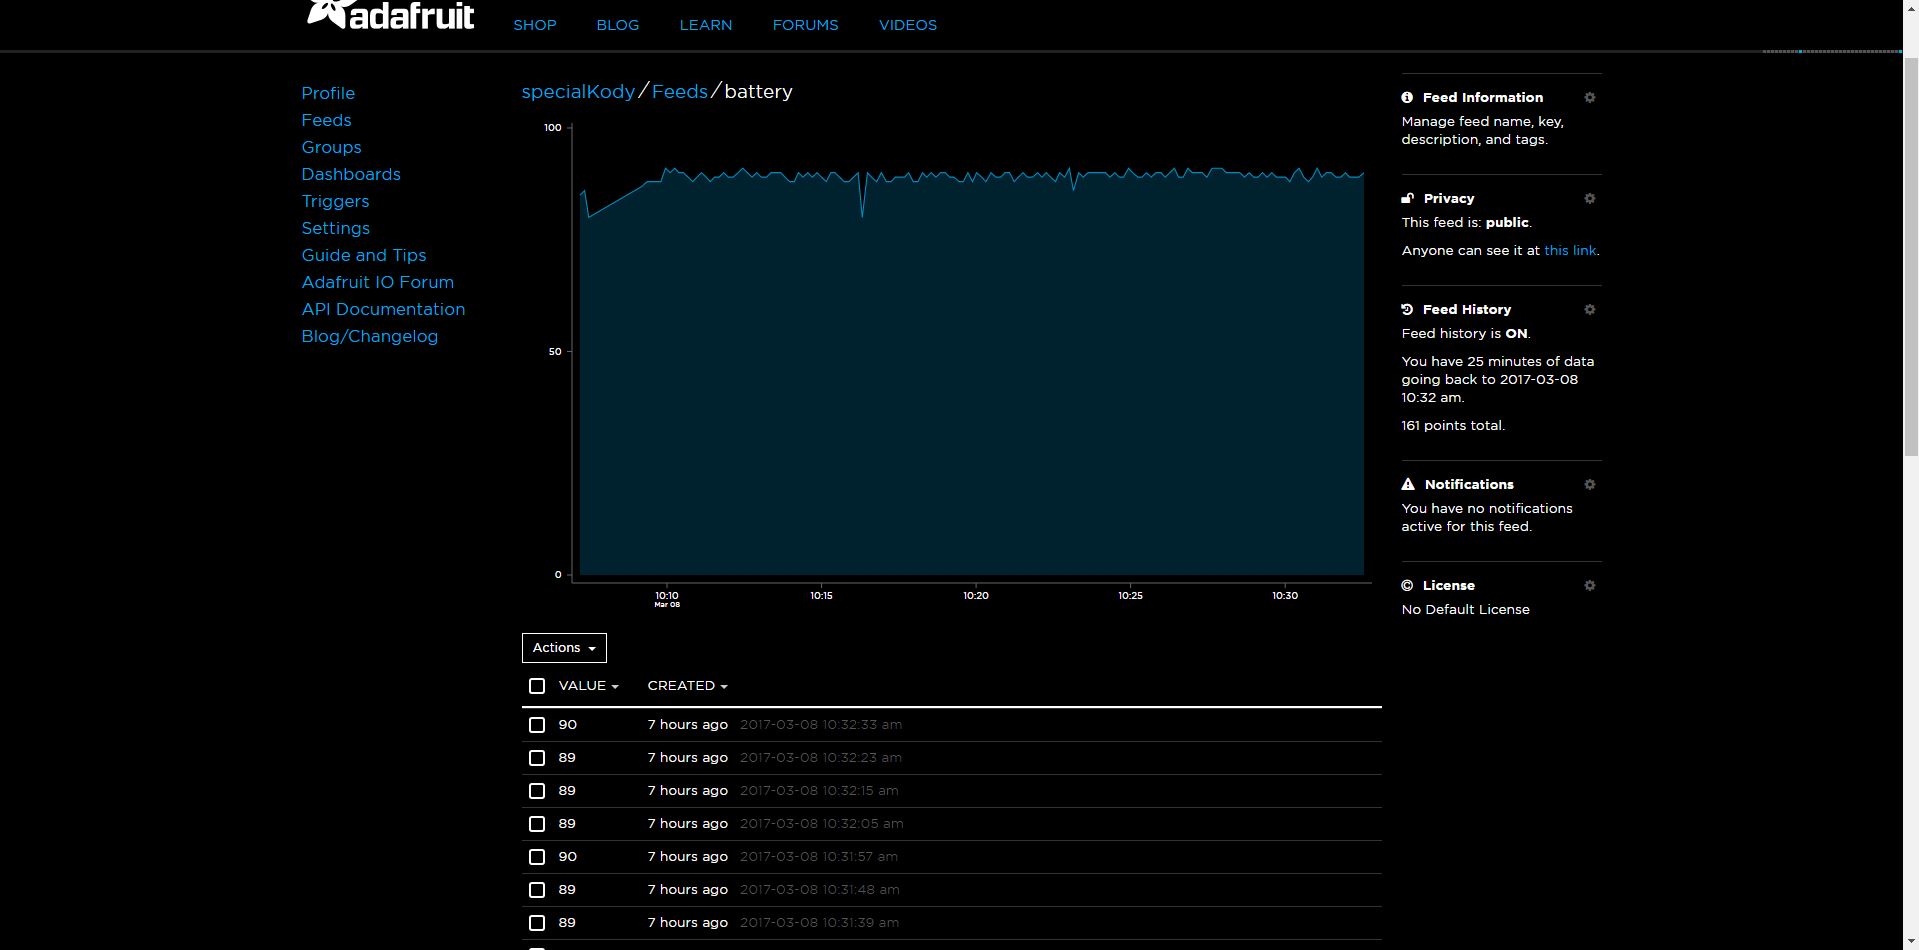 adafruit
SHOP BLOG LEARN FORUMS VIDEOS
Profile
Feeds
Groups
Dashboards
Triggers
Settings
Guide and Tips
Adafruit IO Forum
API Documentation
Blog/Changelog
specialKody/Feeds/battery
100
50
0
10:10 10:15 10:20 10:25 10:30
Mar 08
Actions
VALUE CREATED
90 7 hours ago 2017-03-08 10:32:33 am
89 7 hours ago 2017-03-08 10:32:23 am
89 7 hours ago 2017-03-08 10:32:15 am
89 7 hours ago 2017-03-08 10:32:05 am
90 7 hours ago 2017-03-08 10:31:57 am
89 7 hours ago 2017-03-08 10:31:48 am
89 7 hours ago 2017-03-08 10:31:39 am
Feed Information
Manage feed name, key,
description, and tags.
Privacy
This feed is: public.
Anyone can see it at this link.
Feed History
Feed history is ON.
You have 25 minutes of data
going back to 2017-03-08
10:32 am.
161 points total.
Notifications
You have no notifications
active for this feed.
License
No Default License